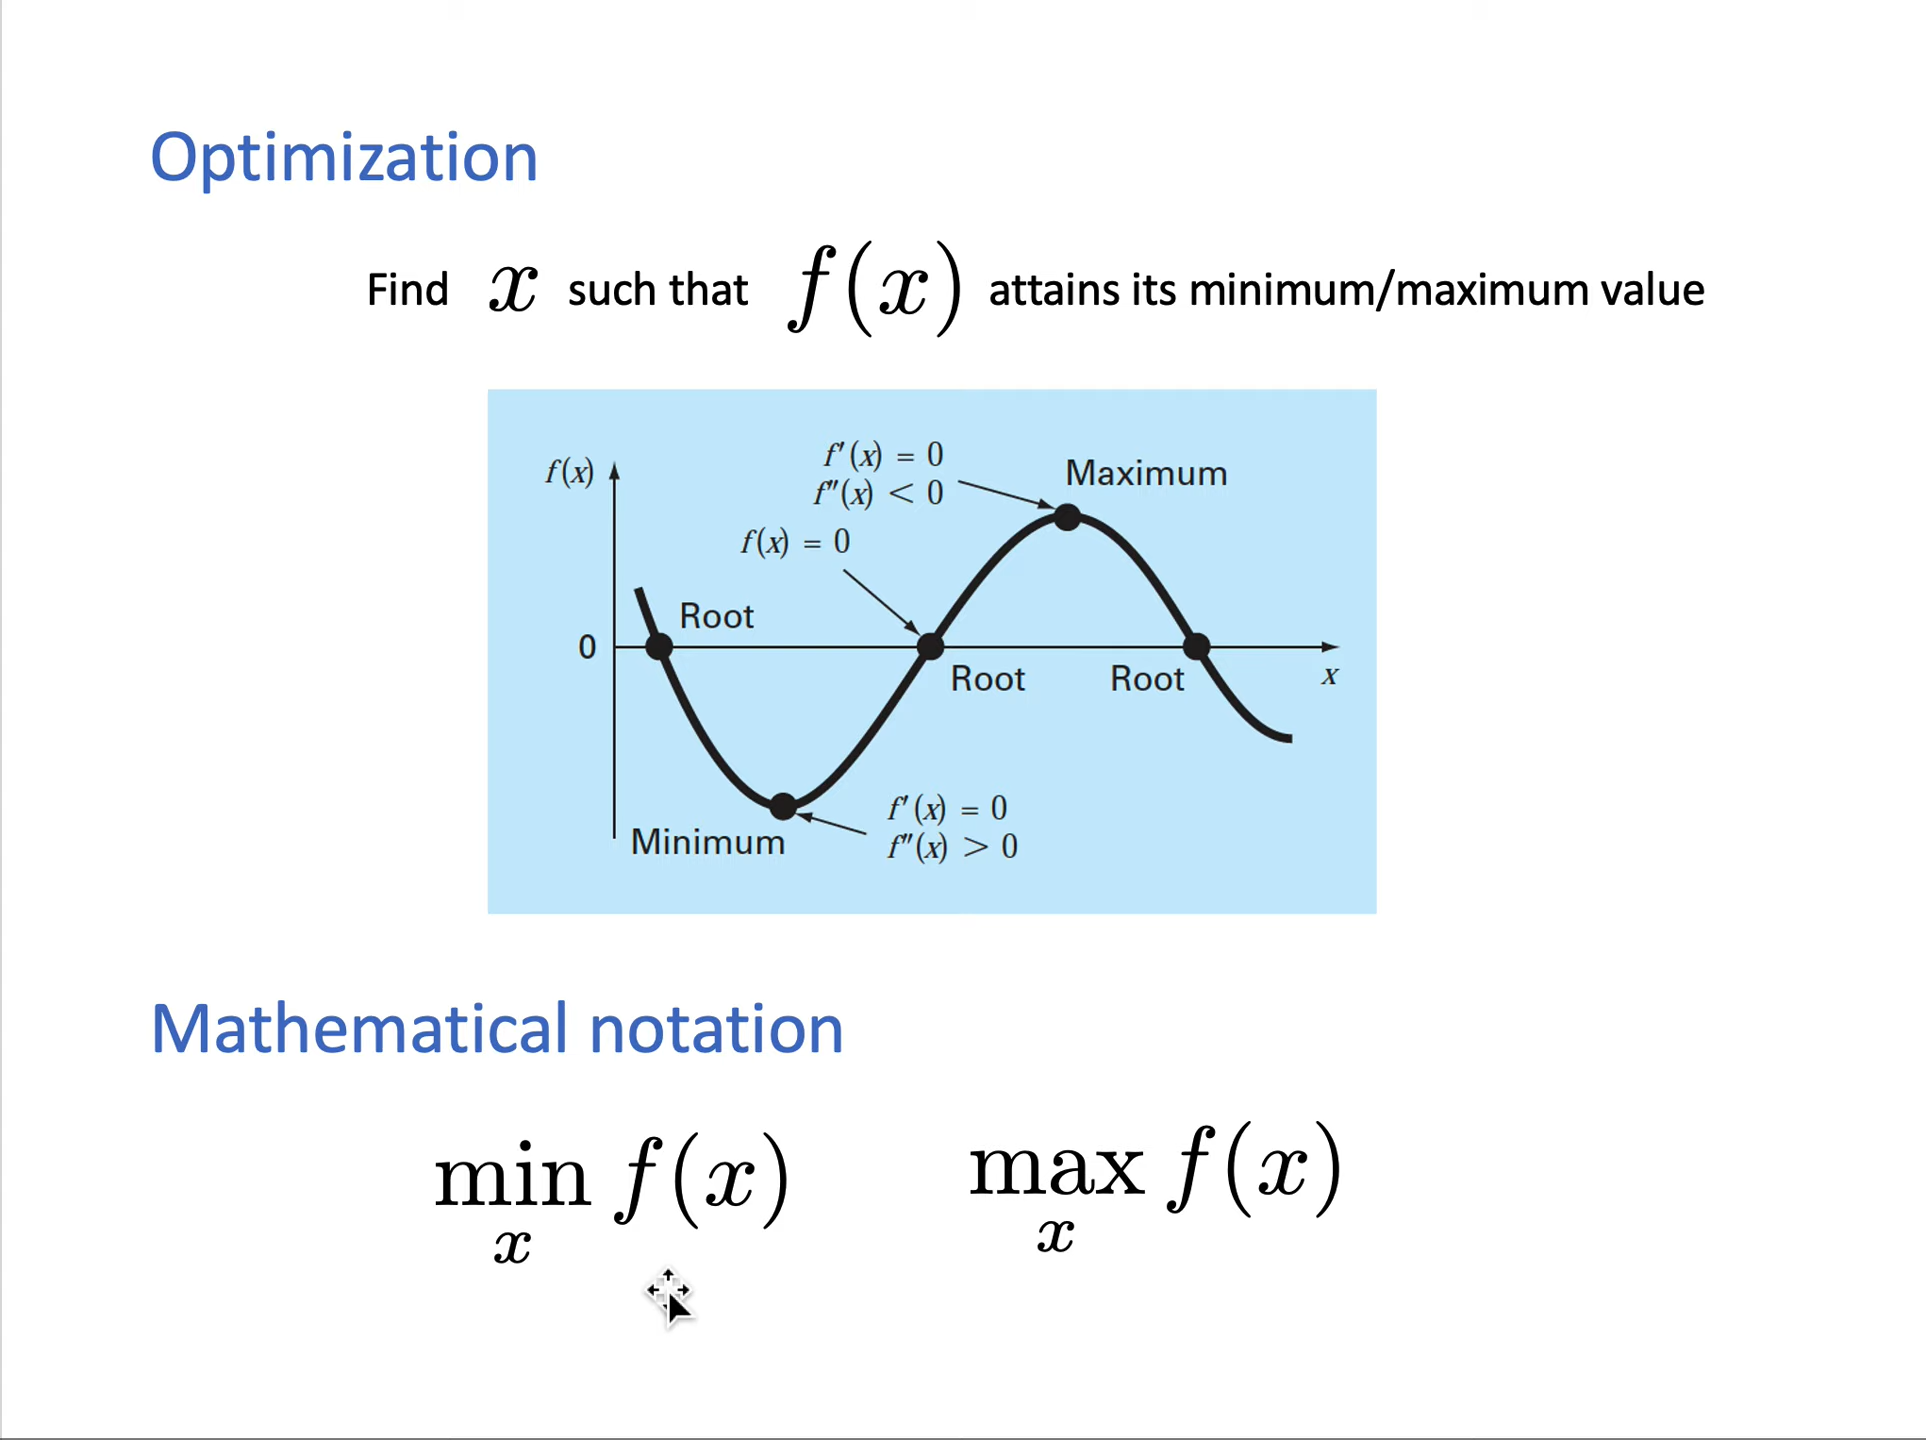 Optimization
Find x such that f(x) attains its minimum/maximum value
f′(x) = 0
f(x)
Maximum
f″(x) < 0
f(x) = 0
Root
0
Root
Root
x
f′(x) = 0
Minimum
f″(x) > 0
Mathematical notation
min f(x)
x
max f(x)
x